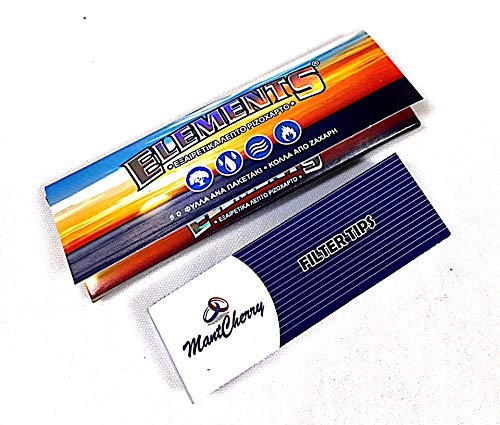 ELEMENTS®
• ΕΞΑΙΡΕΤΙΚΑ ΛΕΠΤΟ ΡΙΖΟΧΑΡΤΟ •
50 ΦΥΛΛΑ ΑΝΑ ΠΑΚΕΤΑΚΙ • ΚΟΛΛΑ ΑΠΟ ΖΑΧΑΡΗ
• ΕΞΑΙΡΕΤΙΚΑ ΛΕΠΤΟ ΡΙΖΟΧΑΡΤΟ •
FILTER TIPS
MantCherry